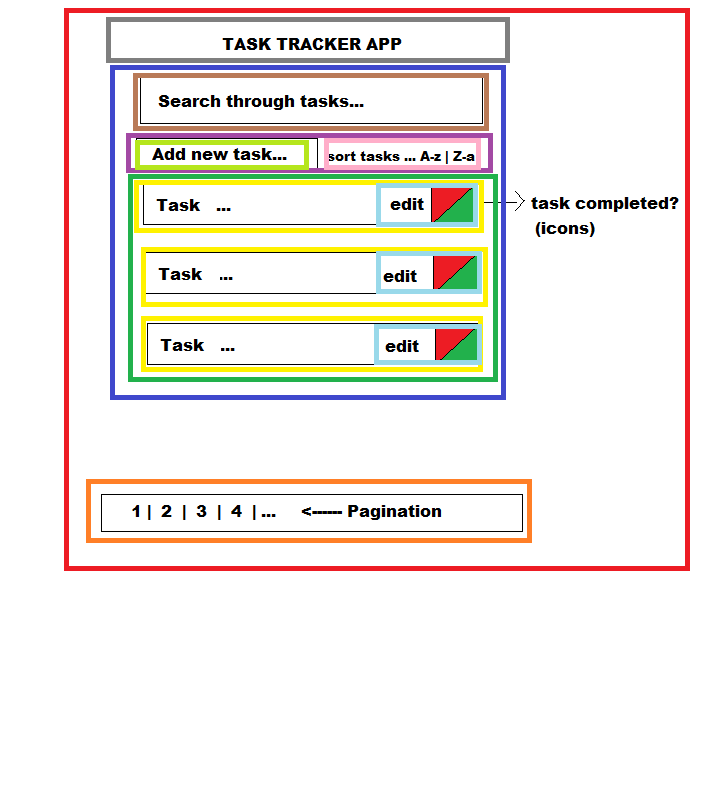 TASK TRACKER APP
Search through tasks...
Add new task... sort tasks ... A-z | Z-a
Task ... edit task completed?
(icons)
Task ... edit
Task ... edit
1 | 2 | 3 | 4 | ... <------ Pagination